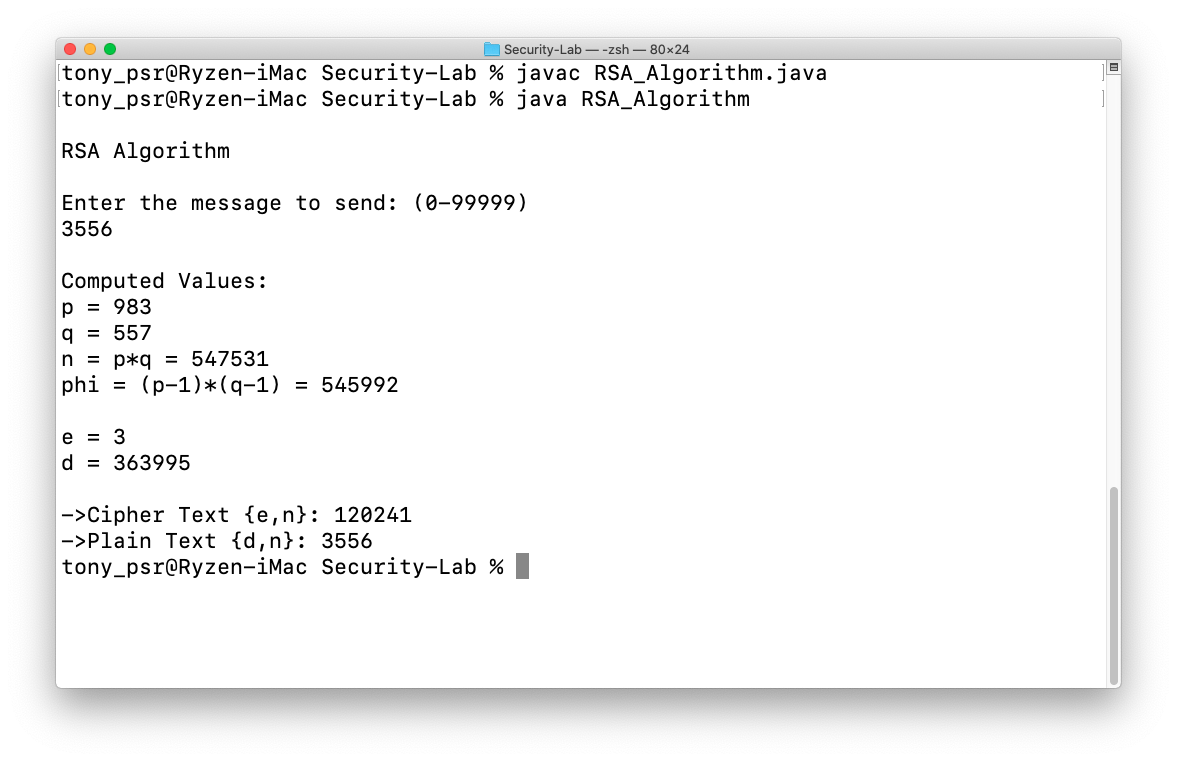 Security-Lab — -zsh — 80×24
[tony_psr@Ryzen-iMac Security-Lab % javac RSA_Algorithm.java ]
[tony_psr@Ryzen-iMac Security-Lab % java RSA_Algorithm ]
RSA Algorithm
Enter the message to send: (0-99999)
3556
Computed Values:
p = 983
q = 557
n = p*q = 547531
phi = (p-1)*(q-1) = 545992
e = 3
d = 363995
->Cipher Text {e,n}: 120241
->Plain Text {d,n}: 3556
tony_psr@Ryzen-iMac Security-Lab %